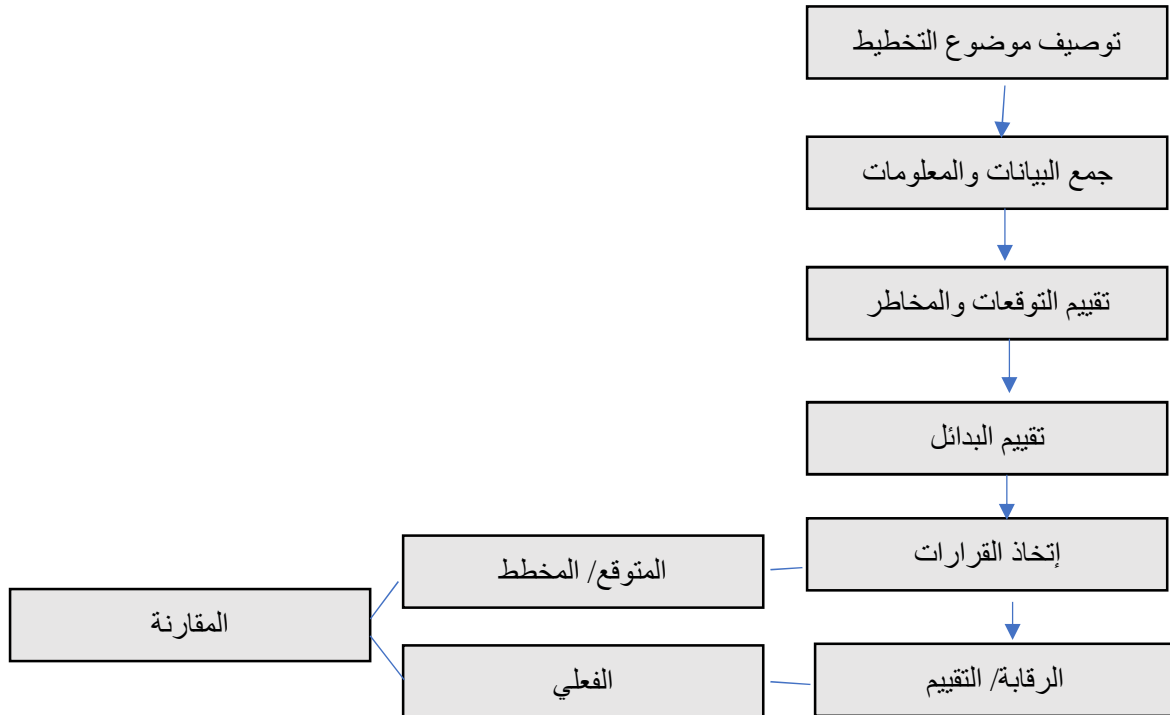 توصيف موضوع التخطيط
جمع البيانات والمعلومات
تقييم التوقعات والمخاطر
تقييم البدائل
إتخاذ القرارات
المتوقع/ المخطط
المقارنة
الرقابة/ التقييم
الفعلي